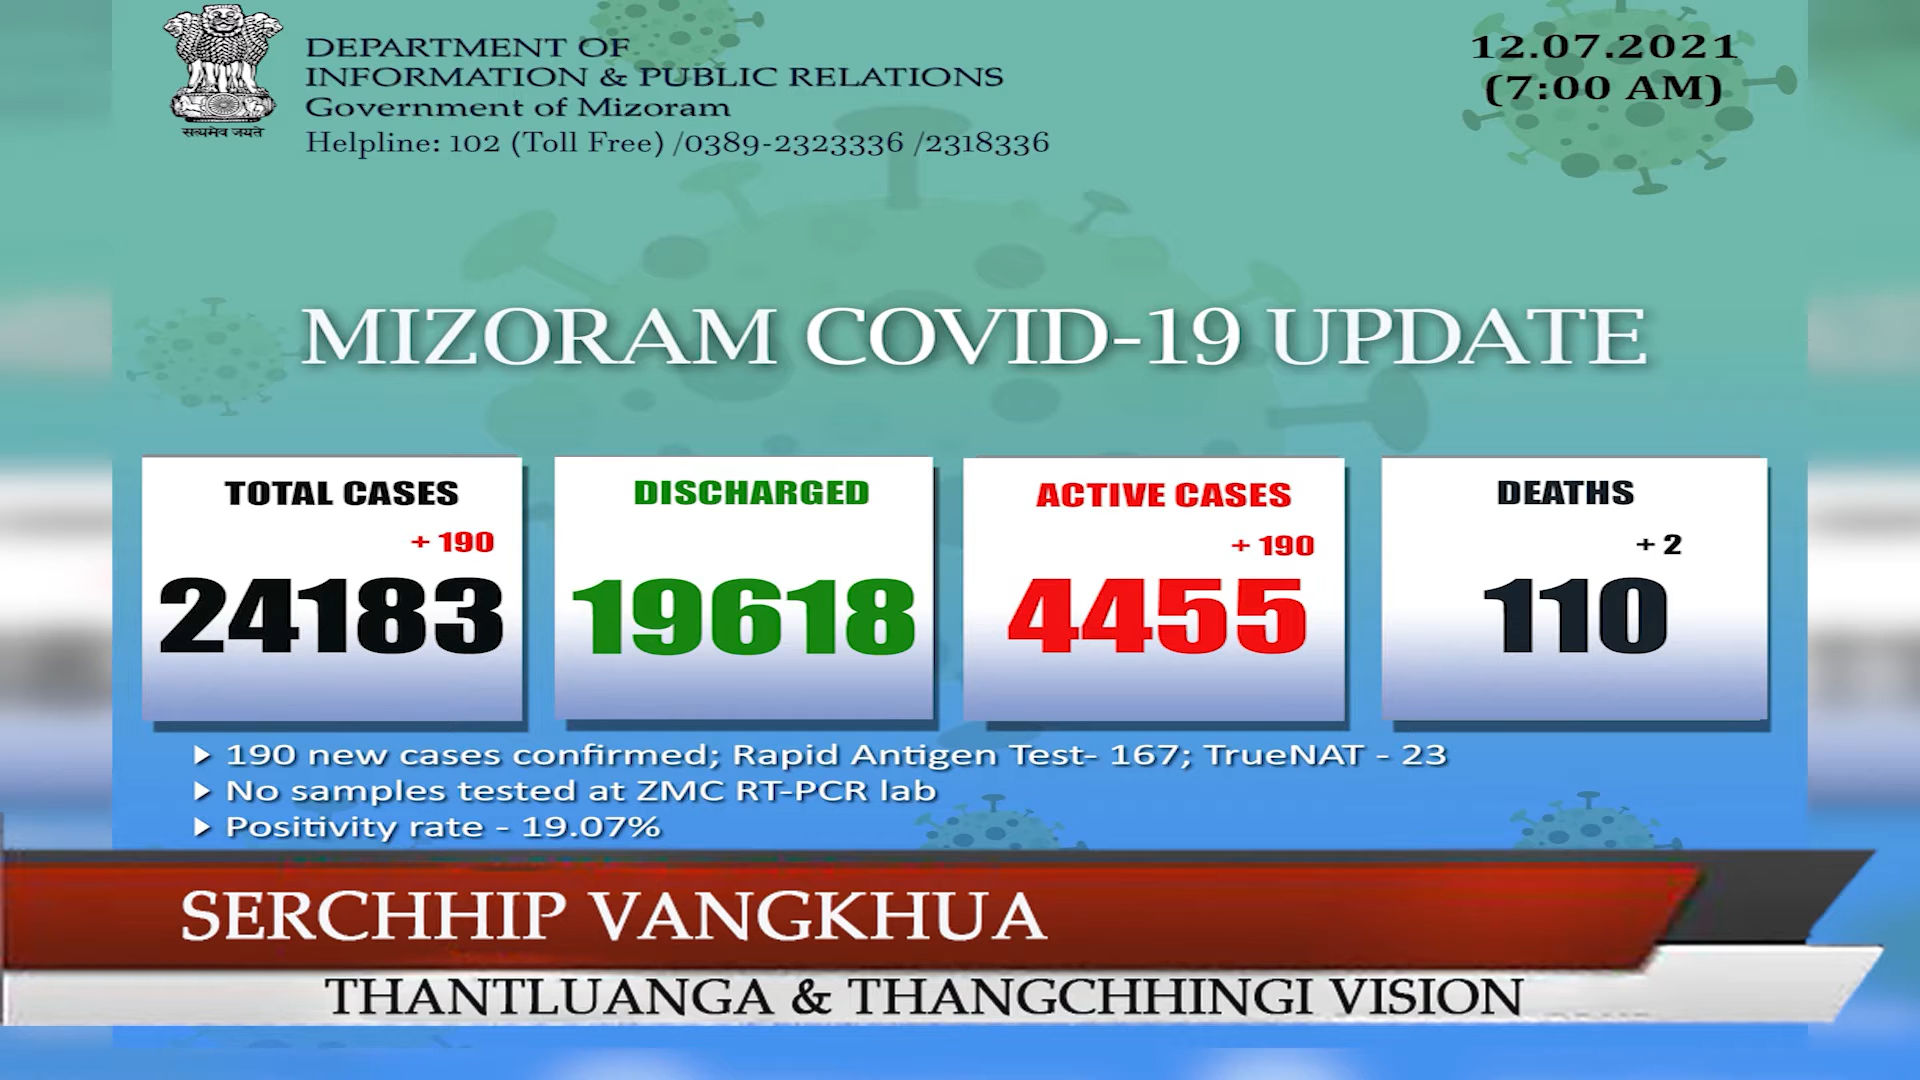 सत्यमेव जयते
DEPARTMENT OF
INFORMATION & PUBLIC RELATIONS
Government of Mizoram
Helpline: 102 (Toll Free) /0389-2323336 /2318336
12.07.2021
(7:00 AM)
MIZORAM COVID-19 UPDATE
TOTAL CASES
+ 190
24183
DISCHARGED
19618
ACTIVE CASES
+ 190
4455
DEATHS
+ 2
110
190 new cases confirmed; Rapid Antigen Test- 167; TrueNAT - 23
No samples tested at ZMC RT-PCR lab
Positivity rate - 19.07%
SERCHHIP VANGKHUA
THANTLUANGA & THANGCHHINGI VISION